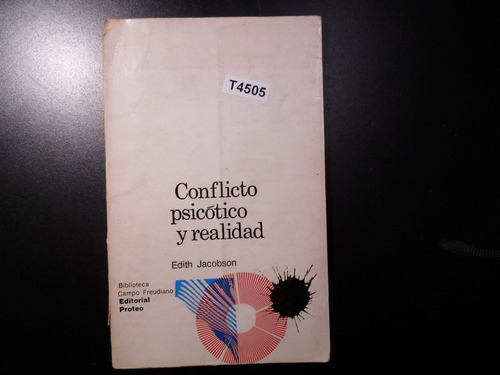 T4505
Conflicto
psicótico
y realidad
Edith Jacobson
Biblioteca
Campo Freudiano
Editorial
Proteo